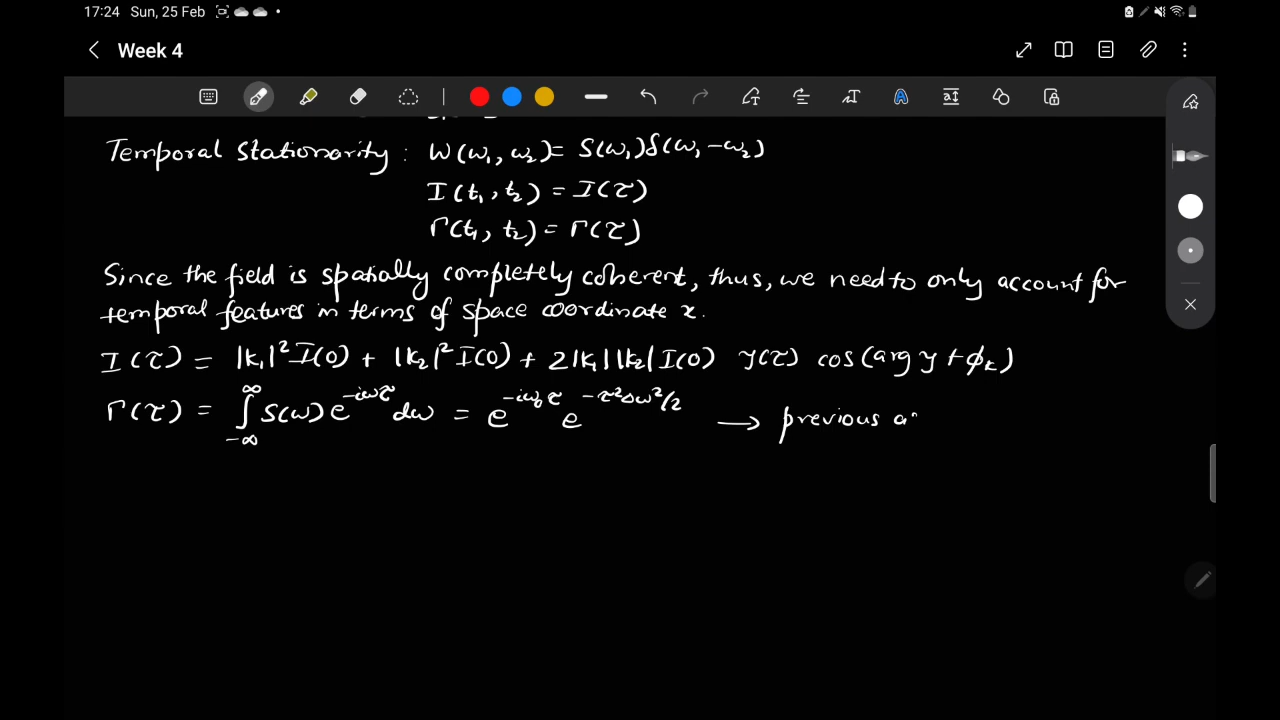 17:24 Sun, 25 Feb
Week 4
Temporal Stationarity : W(ω₁, ω₂) = S(ω₁)δ(ω₁-ω₂)
I(t₁, t₂) = I(τ)
Γ(t₁, t₂) = Γ(τ)
Since the field is spatially completely coherent, thus, we need to only account for
temporal features in terms of space coordinate x.
I(τ) = |k₁|² I(0) + |k₂|² I(0) + 2|k₁||k₂| I(0) γ(τ) cos(arg γ + ϕₖ)
Γ(τ) = ∫_{-∞}^{∞} S(ω) e^{-iωτ} dω = e^{-iω₀τ} e^{-τ²Δω²/2} → previous